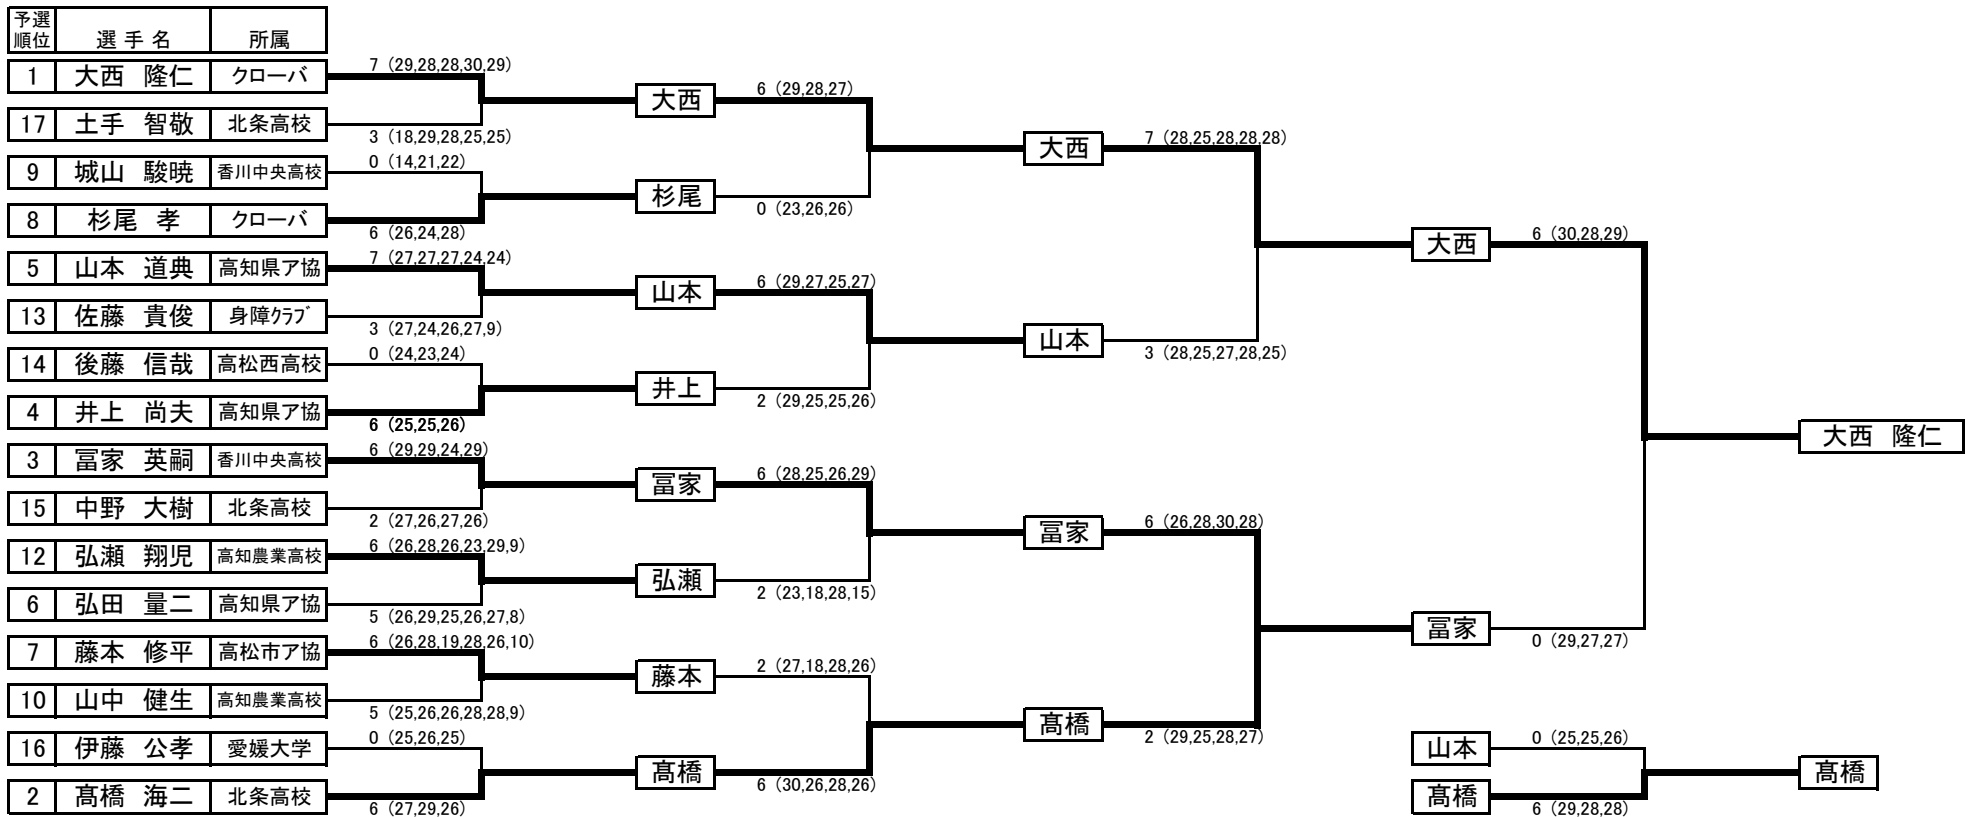 予選順位 選手名 所属
1 大西 隆仁 クローバ
17 土手 智敬 北条高校
9 城山 駿暁 香川中央高校
8 杉尾 孝 クローバ
5 山本 道典 高知県ア協
13 佐藤 貴俊 身障クラブ
14 後藤 信哉 高松西高校
4 井上 尚夫 高知県ア協
3 冨家 英嗣 香川中央高校
15 中野 大樹 北条高校
12 弘瀬 翔児 高知農業高校
6 弘田 量二 高知県ア協
7 藤本 修平 高松市ア協
10 山中 健生 高知農業高校
16 伊藤 公孝 愛媛大学
2 髙橋 海二 北条高校
7 (29,28,28,30,29)
3 (18,29,28,25,25)
0 (14,21,22)
6 (26,24,28)
7 (27,27,27,24,24)
3 (27,24,26,27,9)
0 (24,23,24)
6 (25,25,26)
6 (29,29,24,29)
2 (27,26,27,26)
6 (26,28,26,23,29,9)
5 (26,29,25,26,27,8)
6 (26,28,19,28,26,10)
5 (25,26,26,28,28,9)
0 (25,26,25)
6 (27,29,26)
大西 6 (29,28,27)
杉尾 0 (23,26,26)
山本 6 (29,27,25,27)
井上 2 (29,25,25,26)
冨家 6 (28,25,26,29)
弘瀬 2 (23,18,28,15)
藤本 2 (27,18,28,26)
髙橋 6 (30,26,28,26)
大西 7 (28,25,28,28,28)
山本 3 (28,25,27,28,25)
冨家 6 (26,28,30,28)
髙橋 2 (29,25,28,27)
大西 6 (30,28,29)
冨家 0 (29,27,27)
大西 隆仁
山本 0 (25,25,26)
髙橋 6 (29,28,28)
髙橋